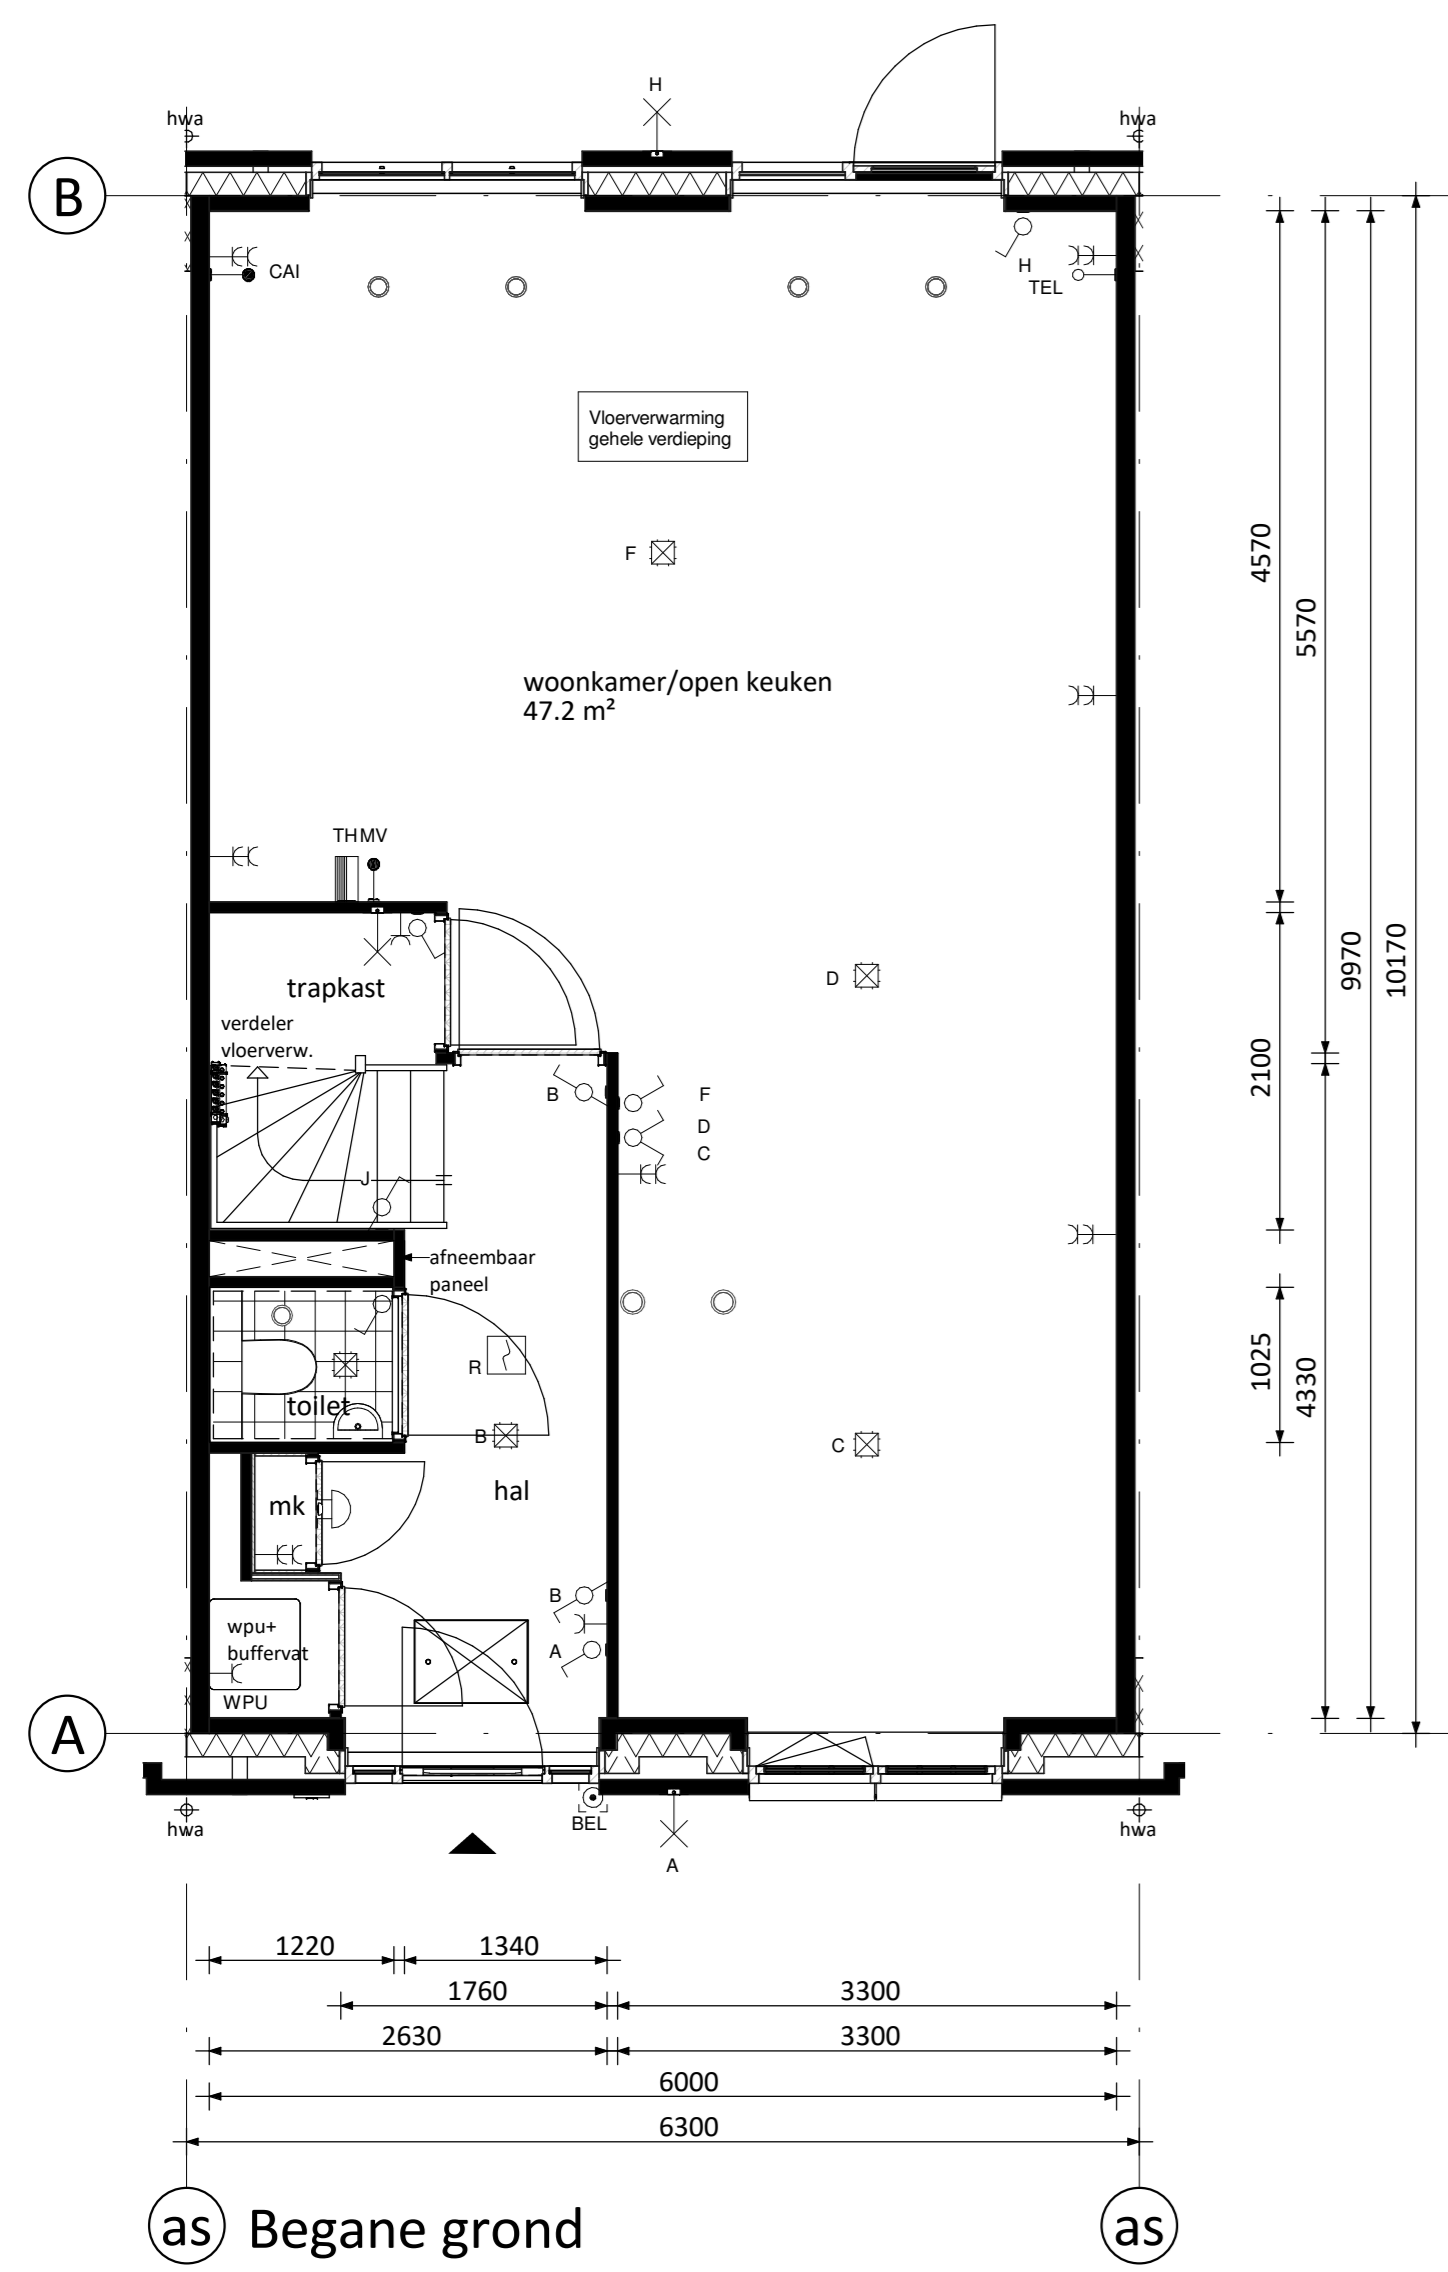 H
hwa
hwa
B
CAI
H
TEL
Vloerverwarming
gehele verdieping
F
woonkamer/open keuken
47.2 m²
4570
5570
THMV
D
9970
10170
trapkast
verdeler
vloerverw.
2100
B
F
D
C
J
afneembaar
paneel
R
1025
4330
toilet
B
C
hal
mk
B
wpu+
buffervat
A
WPU
A
hwa
BEL
hwa
A
1220
1340
1760
3300
2630
3300
6000
6300
as
Begane grond
as